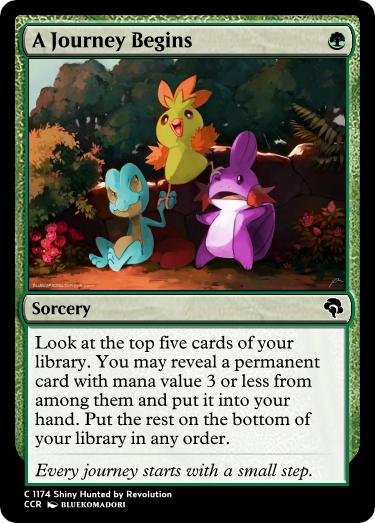 A Journey Begins
Sorcery
Look at the top five cards of your
library. You may reveal a permanent
card with mana value 3 or less from
among them and put it into your
hand. Put the rest on the bottom of
your library in any order.
Every journey starts with a small step.
C 1174 Shiny Hunted by Revolution
CCR BLUEKOMADORI